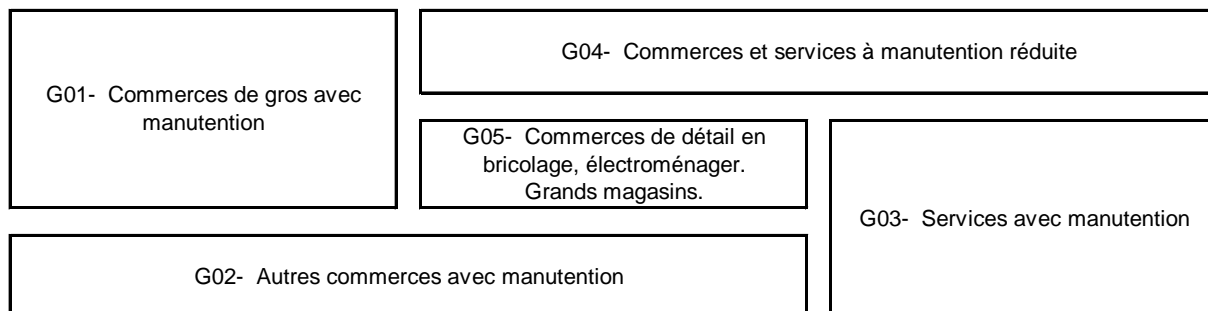 G04-  Commerces et services à manutention réduite
G01-  Commerces de gros avec
manutention
G05-  Commerces de détail en
bricolage, électroménager.
Grands magasins.
G03-  Services avec manutention
G02-  Autres commerces avec manutention